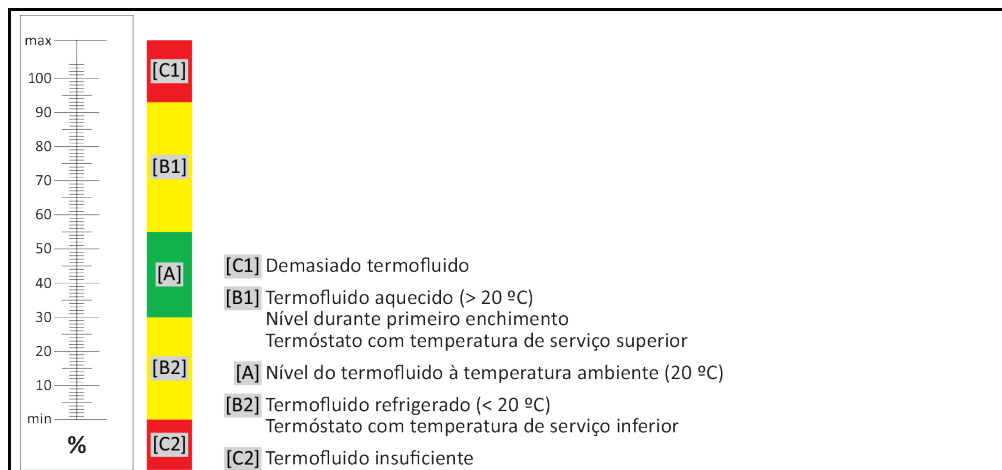 max
100
90
80
70
60
50
40
30
20
10
min
%
[C1]
[B1]
[A]
[B2]
[C2]
[C1] Demasiado termofluido
[B1] Termofluido aquecido (> 20 ºC)
Nível durante primeiro enchimento
Termóstato com temperatura de serviço superior
[A] Nível do termofluido à temperatura ambiente (20 ºC)
[B2] Termofluido refrigerado (< 20 ºC)
Termóstato com temperatura de serviço inferior
[C2] Termofluido insuficiente